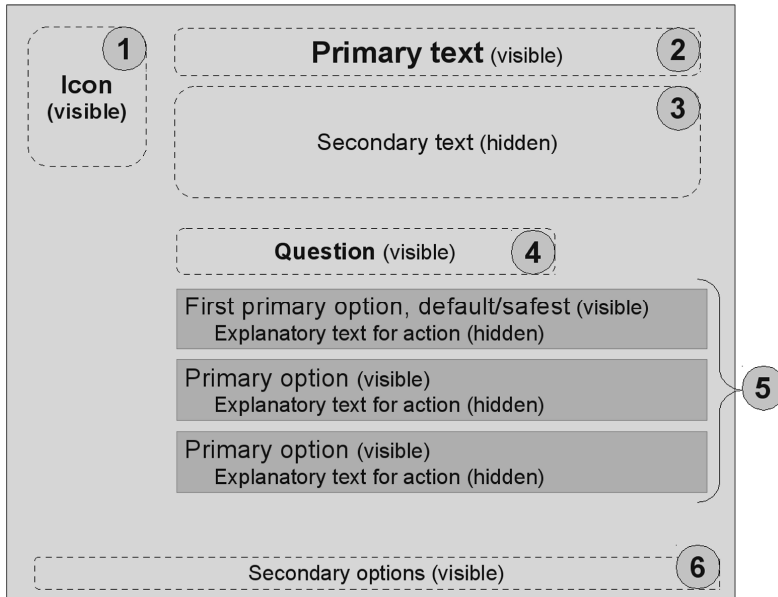 1
Icon
(visible)
Primary text (visible)
2
3
Secondary text (hidden)
Question (visible)
4
First primary option, default/safest (visible)
Explanatory text for action (hidden)
Primary option (visible)
Explanatory text for action (hidden)
Primary option (visible)
Explanatory text for action (hidden)
5
Secondary options (visible)
6